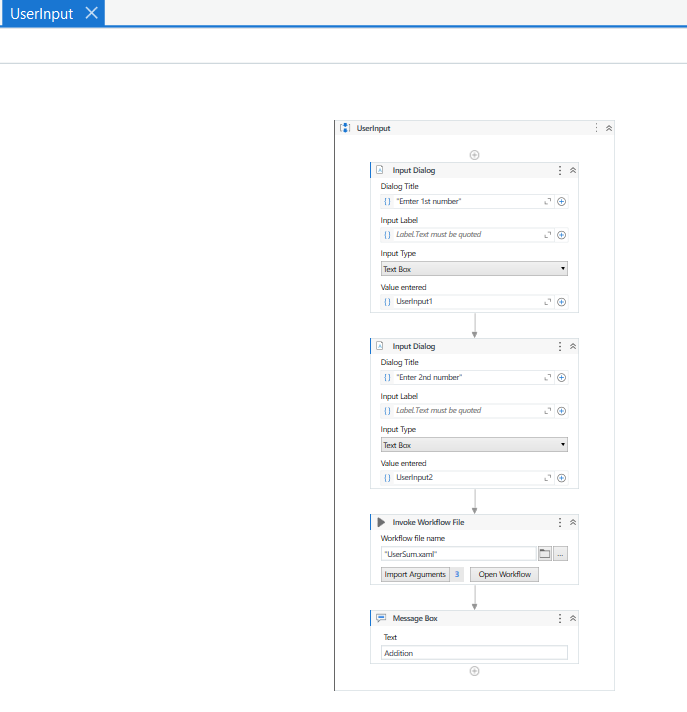 UserInput
UserInput
Input Dialog
Dialog Title
{} "Emter 1st number"
Input Label
{} Label.Text must be quoted
Input Type
Text Box
Value entered
{} UserInput1
Input Dialog
Dialog Title
{} "Enter 2nd number"
Input Label
{} Label.Text must be quoted
Input Type
Text Box
Value entered
{} UserInput2
Invoke Workflow File
Workflow file name
"UserSum.xaml"
...
Import Arguments 3 Open Workflow
Message Box
Text
Addition